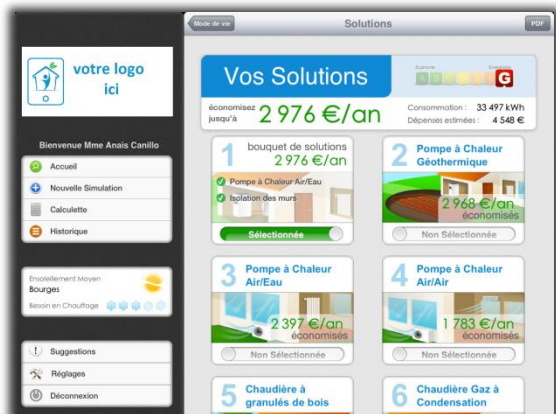 Mode de vie
Solutions
PDF
votre logo
ici
Bienvenue Mme Anais Canillo
Accueil
Nouvelle Simulation
Calculette
Historique
Ensoleillement Moyen
Bourges
Besoin en Chauffage
Suggestions
Réglages
Déconnexion
Vos Solutions
G
économisez
jusqu'à
2 976 €/an
Consommation : 33 497 kWh
Dépenses estimées : 4 548 €
1
bouquet de solutions
2 976 €/an
Pompe à Chaleur Air/Eau
Isolation des murs
Sélectionnée
2
Pompe à Chaleur
Géothermique
2 968 €/an
économisés
Non Sélectionnée
3
Pompe à Chaleur
Air/Eau
2 397 €/an
économisés
Non Sélectionnée
4
Pompe à Chaleur
Air/Air
1 783 €/an
économisés
Non Sélectionnée
5
Chaudière à
granulés de bois
6
Chaudière Gaz à
Condensation